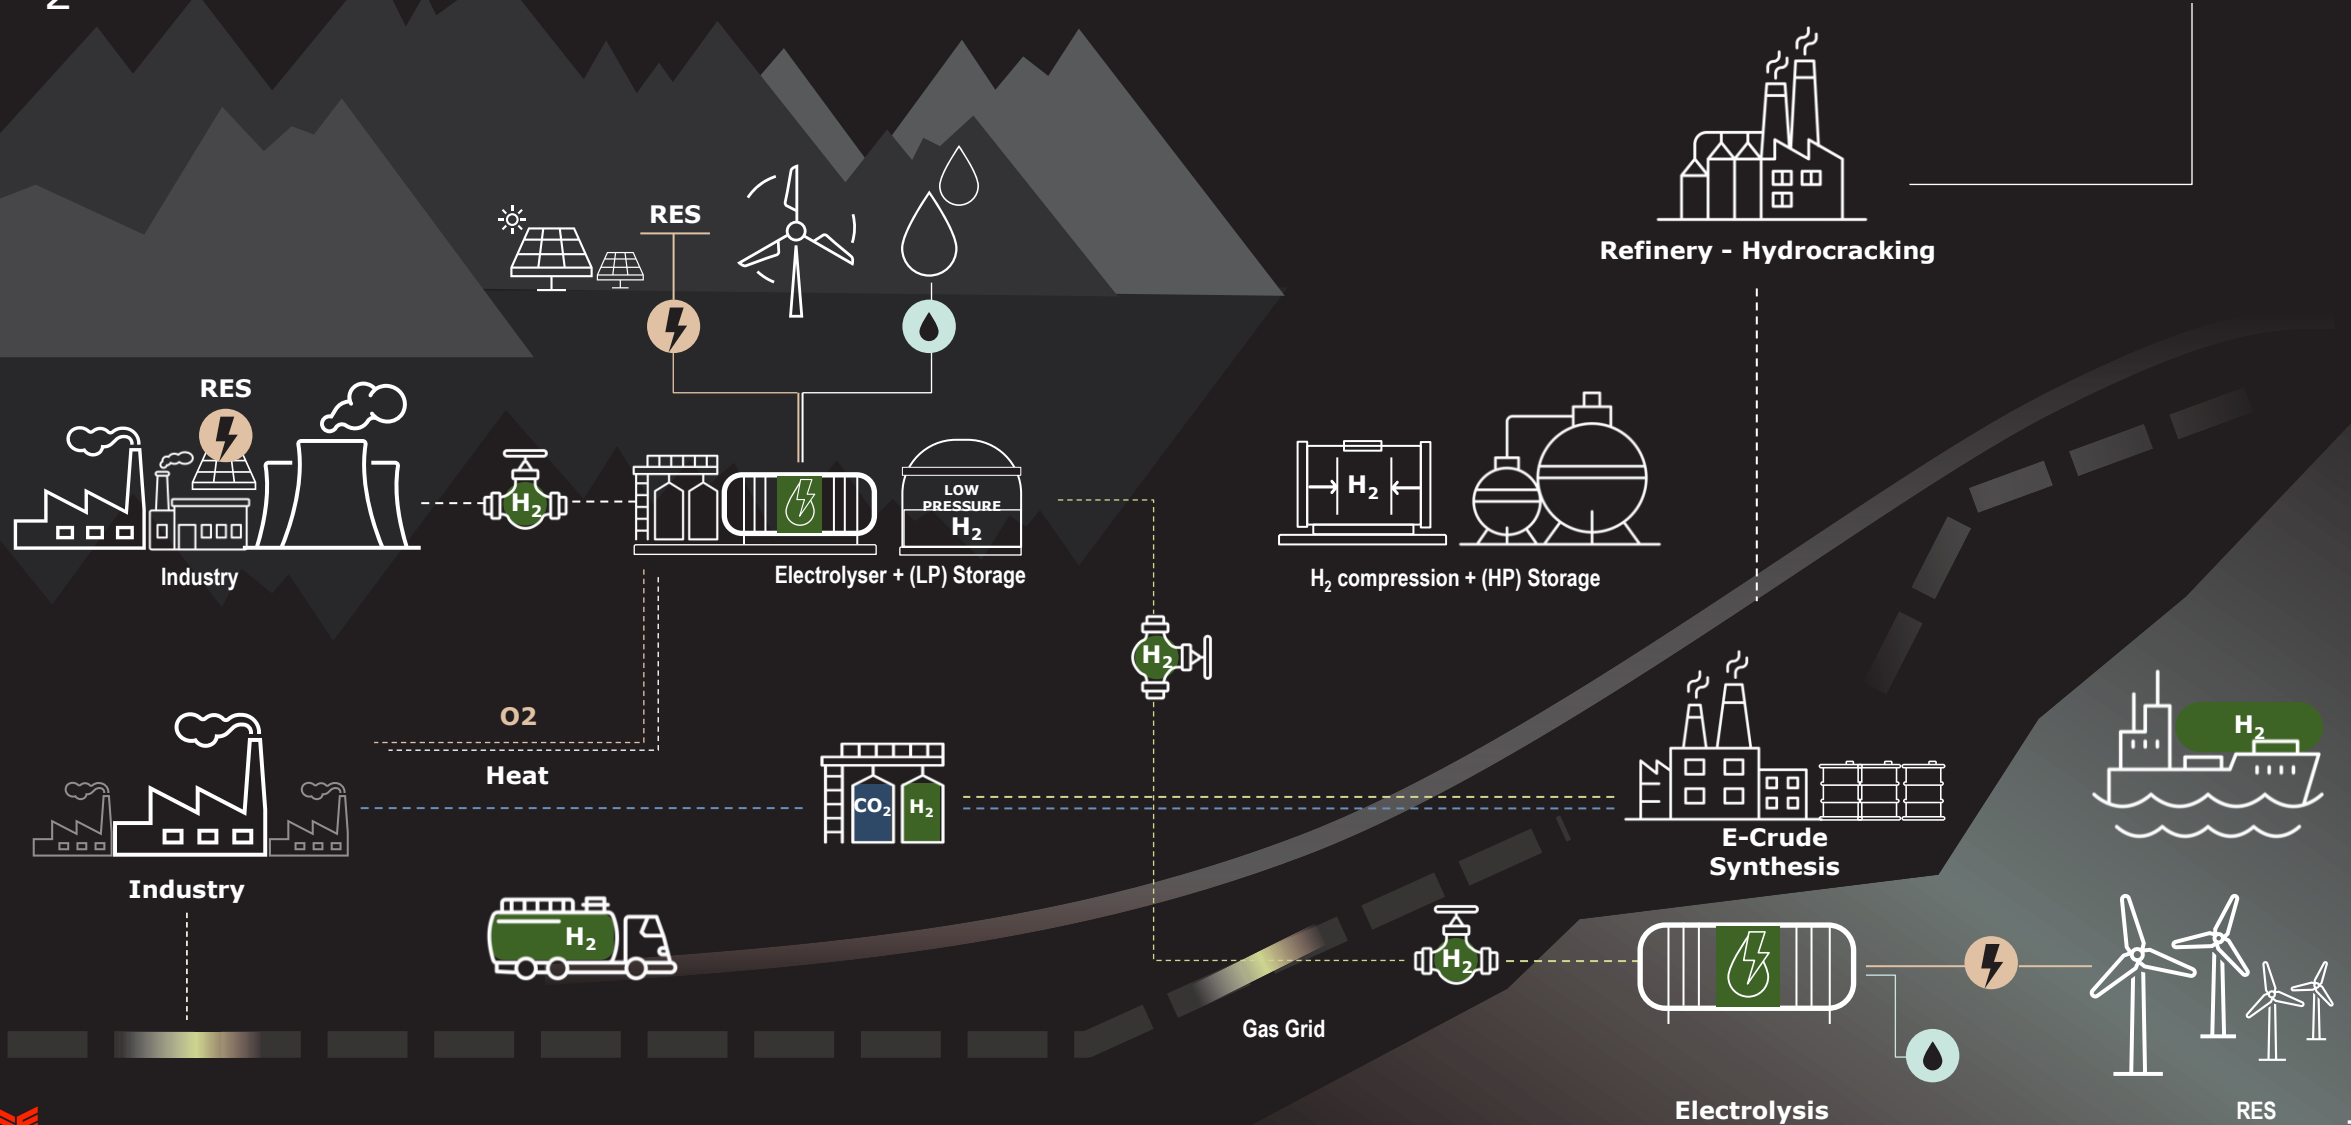 RES
Refinery - Hydrocracking
RES
H₂
LOW
PRESSURE
H₂
H₂
Industry
Electrolyser + (LP) Storage
H₂ compression + (HP) Storage
H₂
O2
Heat
H₂
CO₂
H₂
E-Crude
Synthesis
Industry
H₂
H₂
Gas Grid
Electrolysis
RES